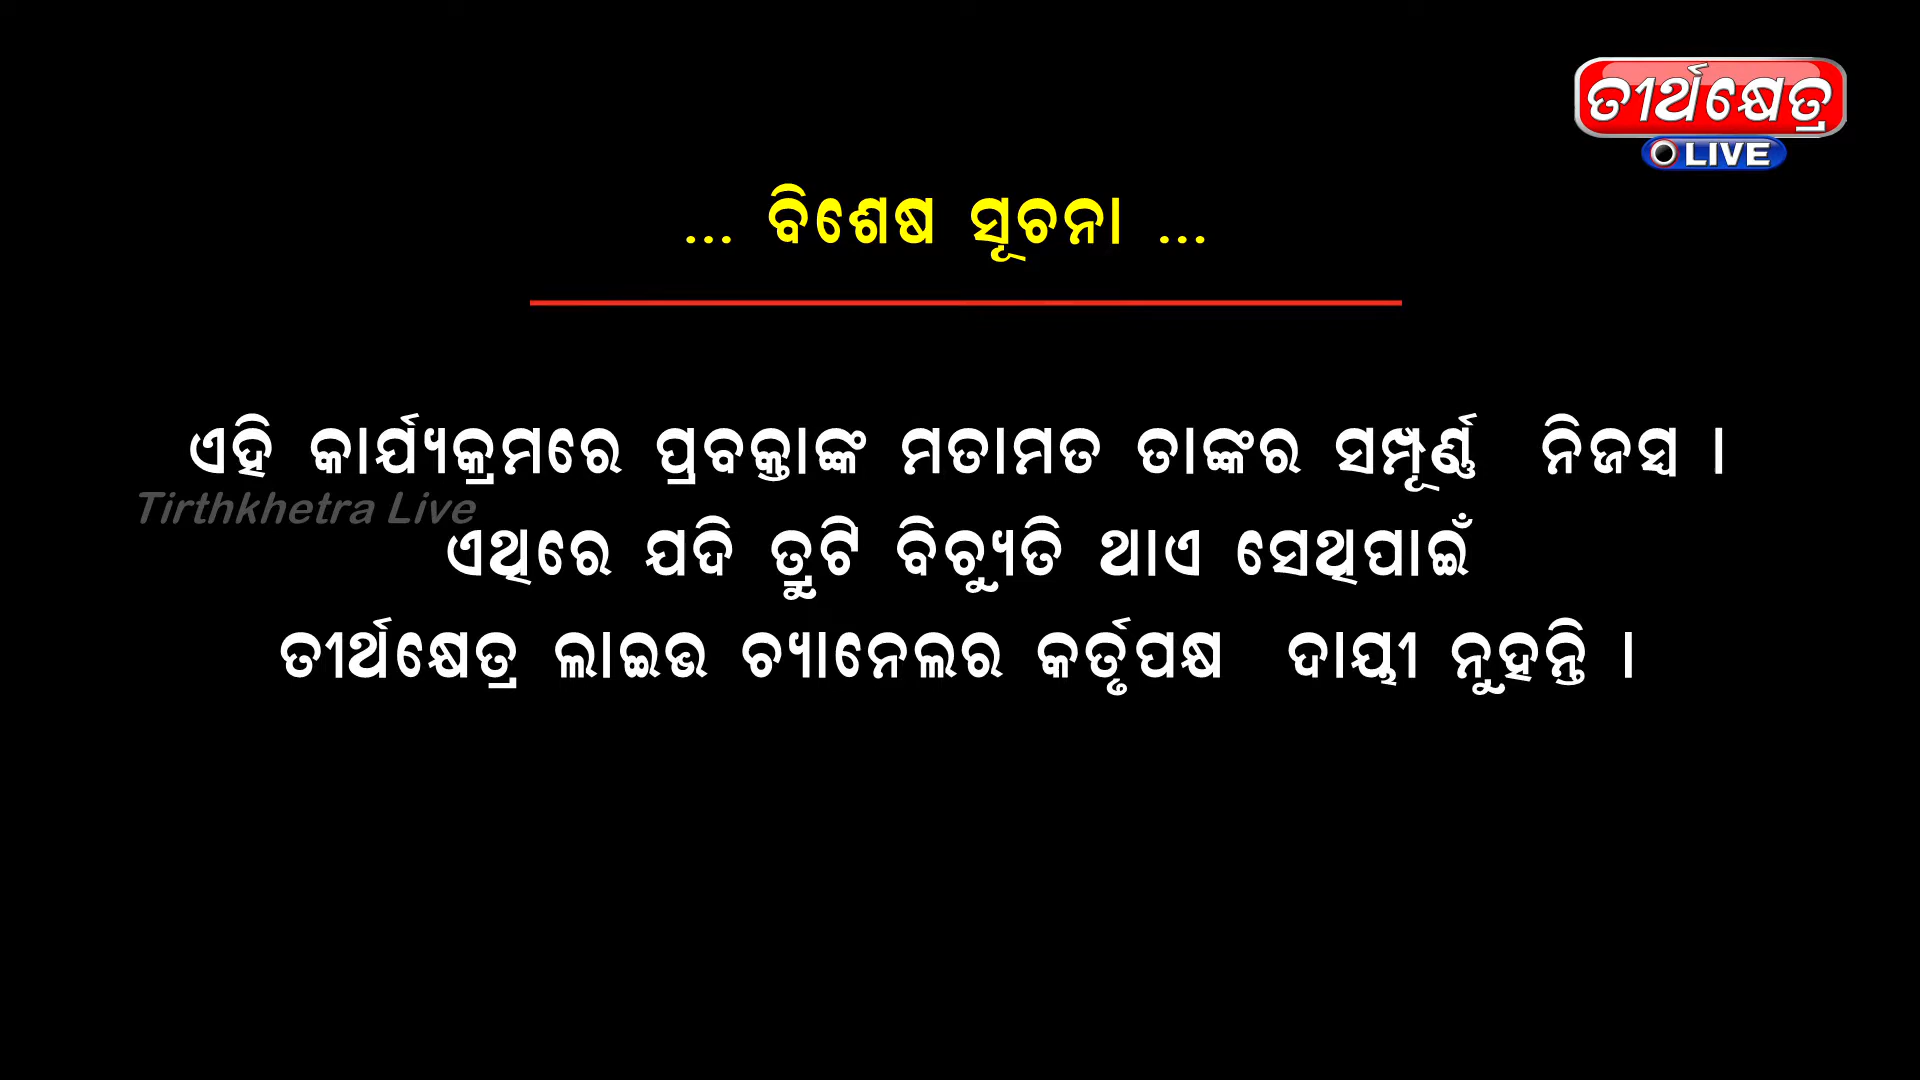 ତୀର୍ଥକ୍ଷେତ୍ର
LIVE
... ବିଶେଷ ସୂଚନା ...
ଏହି କାର୍ଯ୍ୟକ୍ରମରେ ପ୍ରବକ୍ତାଙ୍କ ମତାମତ ତାଙ୍କର ସମ୍ପୂର୍ଣ୍ଣ ନିଜସ୍ୱ ।
Tirthkhetra Live
ଏଥିରେ ଯଦି ତ୍ରୁଟି ବିଚ୍ୟୁତି ଥାଏ ସେଥିପାଇଁ
ତୀର୍ଥକ୍ଷେତ୍ର ଲାଇଭ ଚ୍ୟାନେଲର କର୍ତୃପକ୍ଷ ଦାୟୀ ନୁହନ୍ତି ।